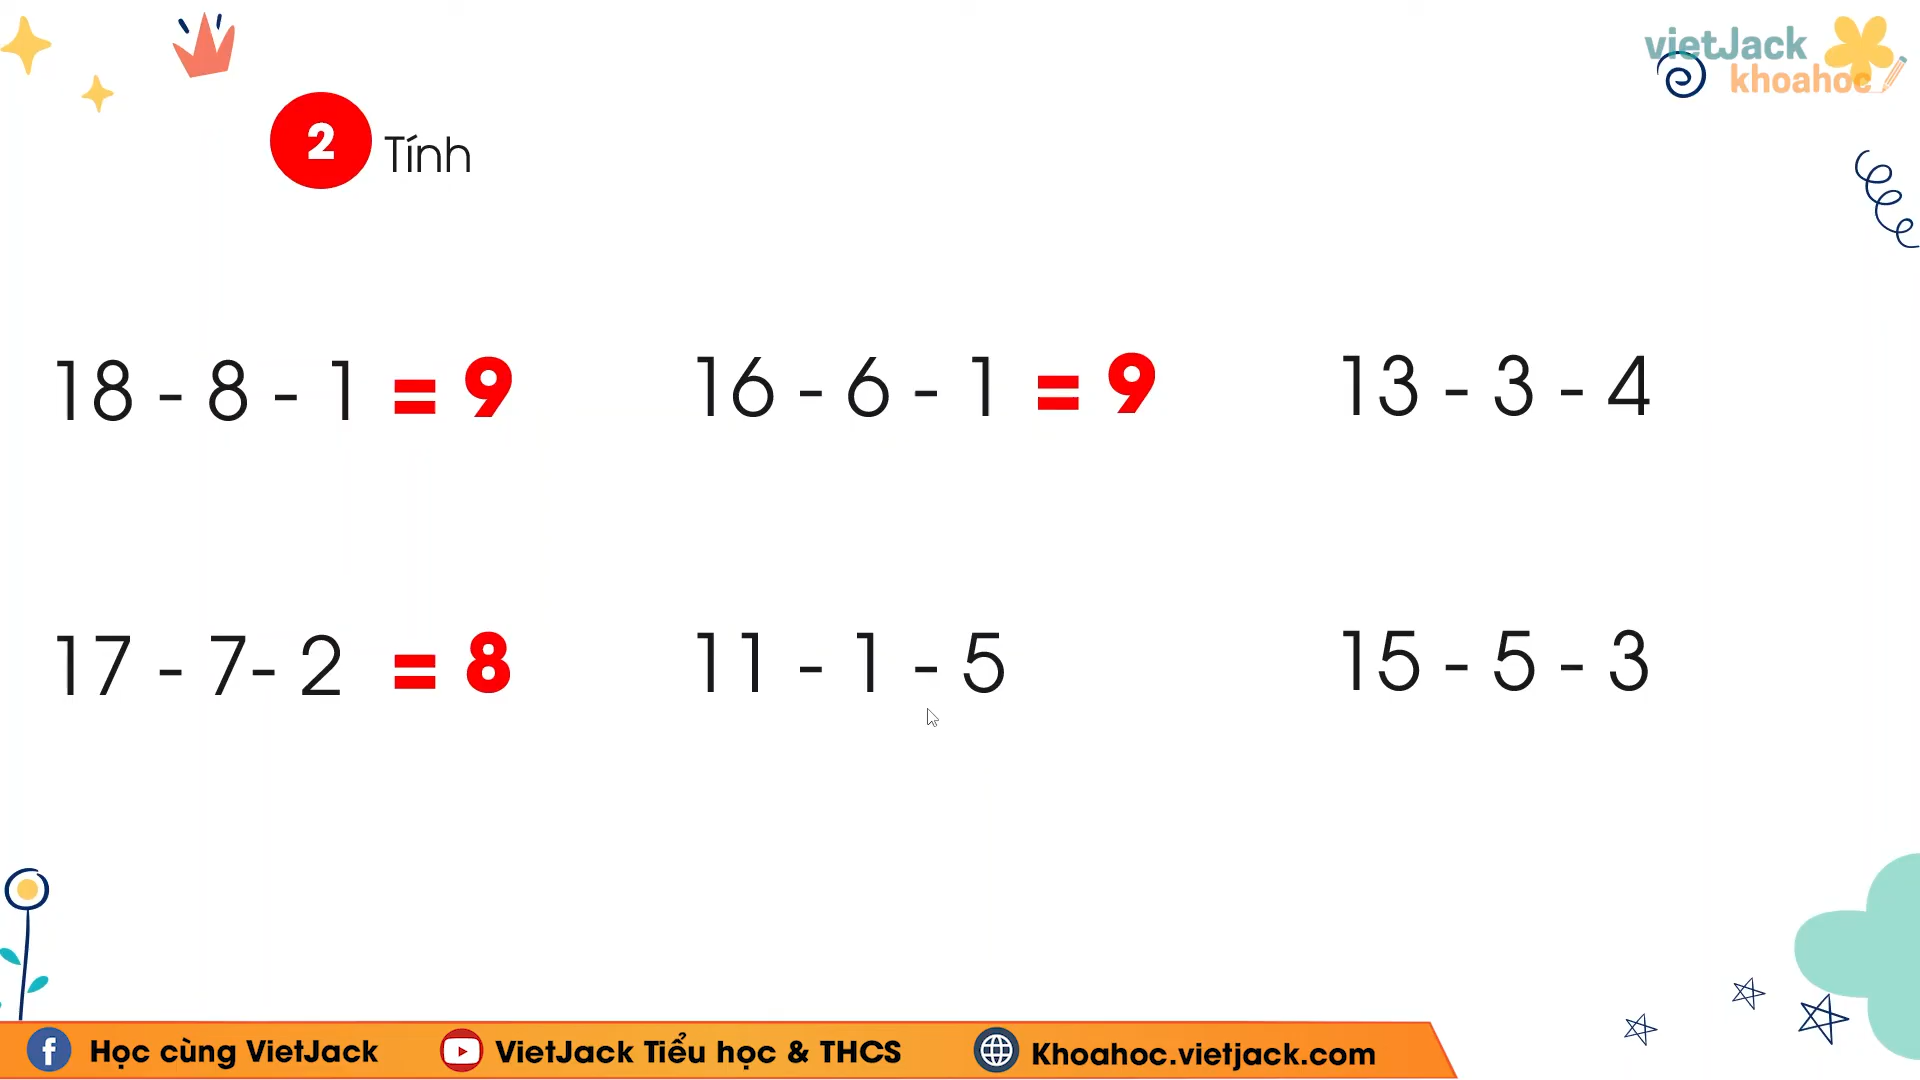 vietJack
khoahoc
2 Tính
18 - 8 - 1 = 9
16 - 6 - 1 = 9
13 - 3 - 4
17 - 7- 2 = 8
11 - 1 - 5
15 - 5 - 3
Học cùng VietJack
VietJack Tiểu học & THCS
Khoahoc.vietjack.com